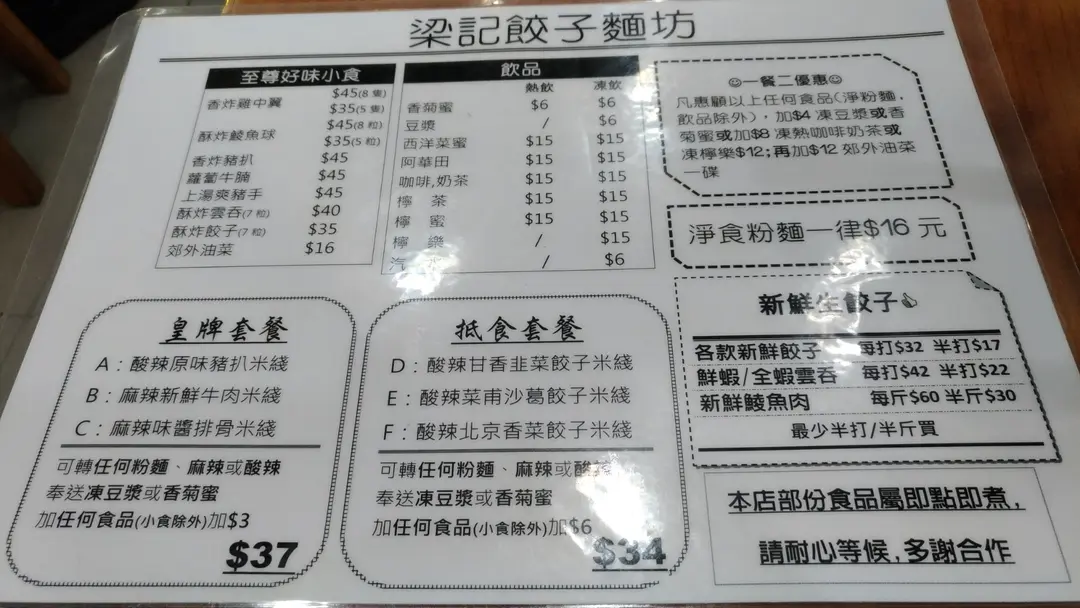 梁記餃子麵坊
至尊好味小食
香炸雞中翼 $45(8 隻)
$35(5 隻)
酥炸鯪魚球 $45(8 粒)
$35(5 粒)
香炸豬扒 $45
蘿蔔牛腩 $45
上湯爽豬手 $45
酥炸雲吞(7 粒) $40
酥炸餃子(7 粒) $35
郊外油菜 $16
飲品
熱飲 凍飲
香菊蜜 $6 $6
豆漿 / $6
西洋菜蜜 $15 $15
阿華田 $15 $15
咖啡,奶茶 $15 $15
檸 茶 $15 $15
檸 蜜 $15 $15
檸 樂 / $15
汽 / $6
☺一餐二優惠☺
凡惠顧以上任何食品(淨粉麵,
飲品除外), 加$4 凍豆漿或香
菊蜜或加$8 凍熱咖啡奶茶或
凍檸樂$12;再加$12 郊外油菜
一碟
淨食粉麵一律$16 元
新鮮生餃子👍
各款新鮮餃子 每打$32 半打$17
鮮蝦/全蝦雲吞 每打$42 半打$22
新鮮鯪魚肉 每斤$60 半斤$30
最少半打/半斤買
皇牌套餐
A：酸辣原味豬扒米綫
B：麻辣新鮮牛肉米綫
C：麻辣味醬排骨米綫
可轉任何粉麵、麻辣或酸辣
奉送凍豆漿或香菊蜜
加任何食品(小食除外)加$3
$37
抵食套餐
D：酸辣甘香韭菜餃子米綫
E：酸辣菜甫沙葛餃子米綫
F：酸辣北京香菜餃子米綫
可轉任何粉麵、麻辣或酸
奉送凍豆漿或香菊蜜
加任何食品(小食除外)加$6
$34
本店部份食品屬即點即煮,
請耐心等候,多謝合作